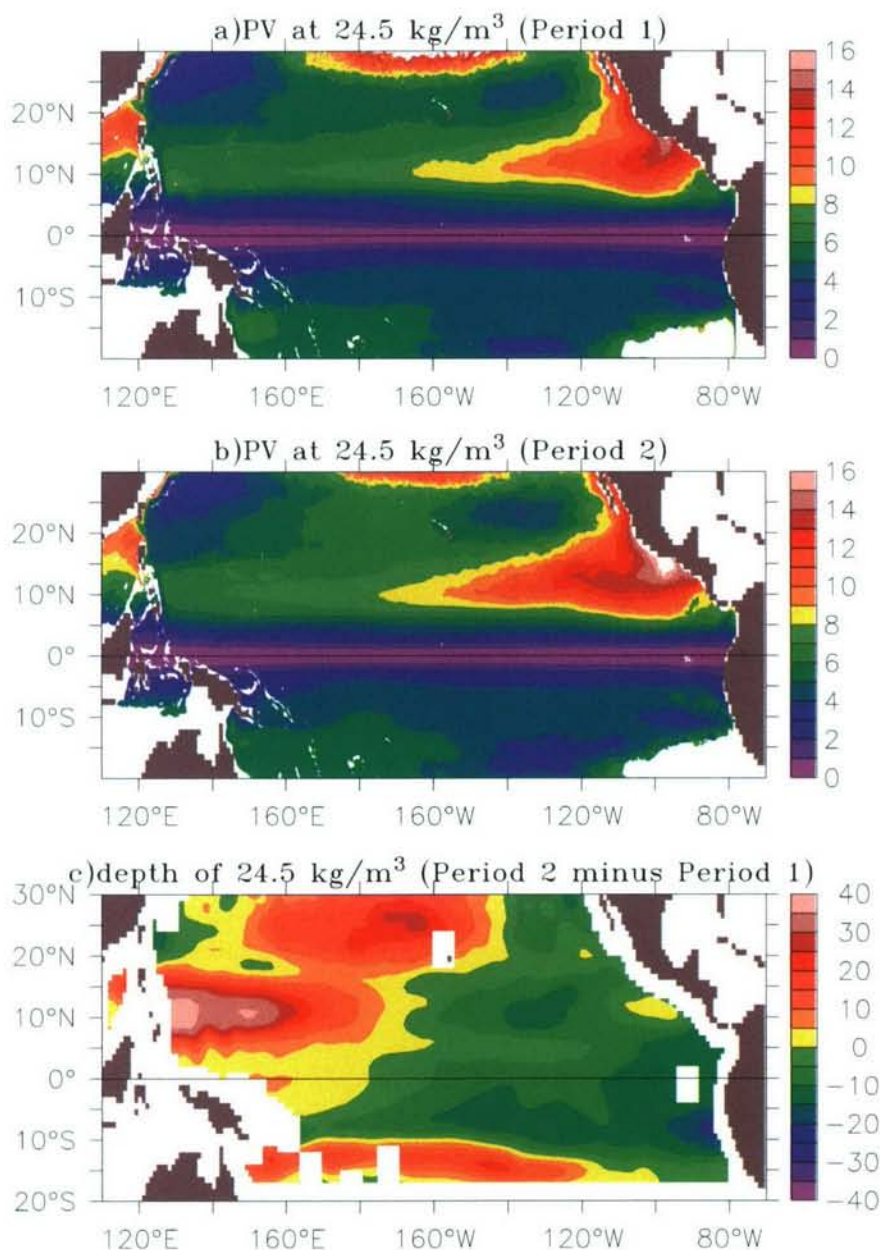 a)PV at 24.5 kg/m³ (Period 1)
20°N
10°N
0°
10°S
120°E 160°E 160°W 120°W 80°W
16
14
12
10
8
6
4
2
0
b)PV at 24.5 kg/m³ (Period 2)
20°N
10°N
0°
10°S
120°E 160°E 160°W 120°W 80°W
16
14
12
10
8
6
4
2
0
c)depth of 24.5 kg/m³ (Period 2 minus Period 1)
30°N
20°N
10°N
0°
10°S
20°S
120°E 160°E 160°W 120°W 80°W
40
30
20
10
0
−10
−20
−30
−40